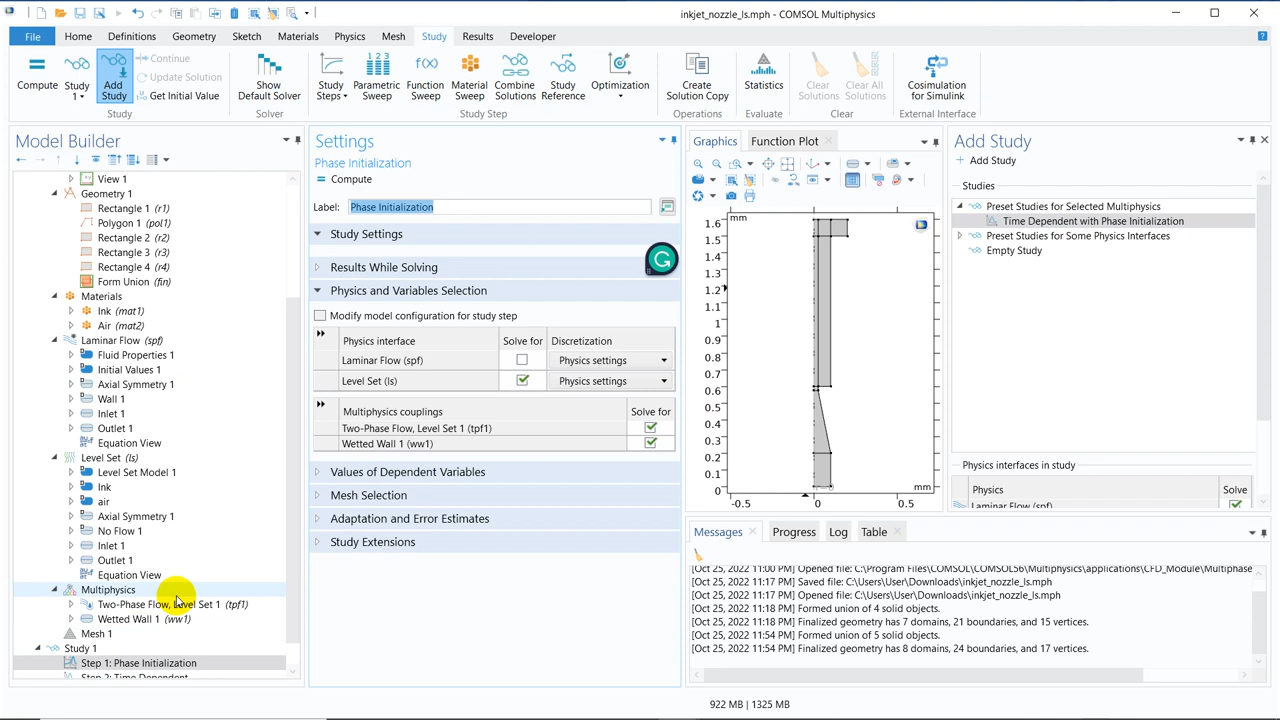 inkjet_nozzle_ls.mph - COMSOL Multiphysics
File Home Definitions Geometry Sketch Materials Physics Mesh Study Results Developer
Compute
Study 1
Add Study
Continue
Update Solution
Get Initial Value
Study
Show Default Solver
Solver
Study Steps
Parametric Sweep
Function Sweep
Material Sweep
Combine Solutions
Study Reference
Optimization
Study Step
Create Solution Copy
Operations
Statistics
Evaluate
Clear Solutions
Clear All Solutions
Clear
Cosimulation for Simulink
External Interface
Model Builder
View 1
Geometry 1
Rectangle 1 (r1)
Polygon 1 (pol1)
Rectangle 2 (r2)
Rectangle 3 (r3)
Rectangle 4 (r4)
Form Union (fin)
Materials
Ink (mat1)
Air (mat2)
Laminar Flow (spf)
Fluid Properties 1
Initial Values 1
Axial Symmetry 1
Wall 1
Inlet 1
Outlet 1
Equation View
Level Set (ls)
Level Set Model 1
Ink
air
Axial Symmetry 1
No Flow 1
Inlet 1
Outlet 1
Equation View
Multiphysics
Two-Phase Flow, Level Set 1 (tpf1)
Wetted Wall 1 (ww1)
Mesh 1
Study 1
Step 1: Phase Initialization
Step 2: Time Dependent
Settings
Phase Initialization
Compute
Label: Phase Initialization
Study Settings
Results While Solving
Physics and Variables Selection
Modify model configuration for study step
Physics interface Solve for Discretization
Laminar Flow (spf) Physics settings
Level Set (ls) Physics settings
Multiphysics couplings Solve for
Two-Phase Flow, Level Set 1 (tpf1)
Wetted Wall 1 (ww1)
Values of Dependent Variables
Mesh Selection
Adaptation and Error Estimates
Study Extensions
Graphics Function Plot
mm
1.6
1.5
1.4
1.3
1.2
1.1
1
0.9
0.8
0.7
0.6
0.5
0.4
0.3
0.2
0.1
0
mm
-0.5 0 0.5
Add Study
Add Study
Studies
Preset Studies for Selected Multiphysics
Time Dependent with Phase Initialization
Preset Studies for Some Physics Interfaces
Empty Study
Physics interfaces in study
Physics Solve
Laminar Flow (spf)
Messages Progress Log Table
[Oct 25, 2022 11:00 PM] Opened file: C:\Program Files\COMSOL\COMSOL56\Multiphysics\applications\CFD_Module\Multiphase
[Oct 25, 2022 11:17 PM] Saved file: C:\Users\User\Downloads\inkjet_nozzle_ls.mph
[Oct 25, 2022 11:17 PM] Opened file: C:\Users\User\Downloads\inkjet_nozzle_ls.mph
[Oct 25, 2022 11:18 PM] Formed union of 4 solid objects.
[Oct 25, 2022 11:18 PM] Finalized geometry has 7 domains, 21 boundaries, and 15 vertices.
[Oct 25, 2022 11:54 PM] Formed union of 5 solid objects.
[Oct 25, 2022 11:54 PM] Finalized geometry has 8 domains, 24 boundaries, and 17 vertices.
922 MB | 1325 MB